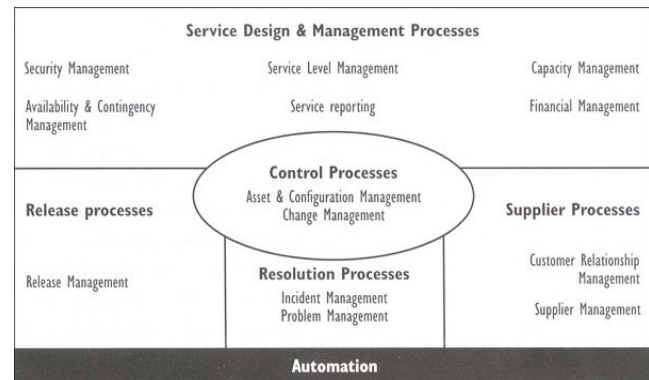 Service Design & Management Processes
Security Management
Service Level Management
Capacity Management
Availability & Contingency
Management
Service reporting
Financial Management
Control Processes
Asset & Configuration Management
Change Management
Release processes
Supplier Processes
Release Management
Resolution Processes
Incident Management
Problem Management
Customer Relationship
Management
Supplier Management
Automation